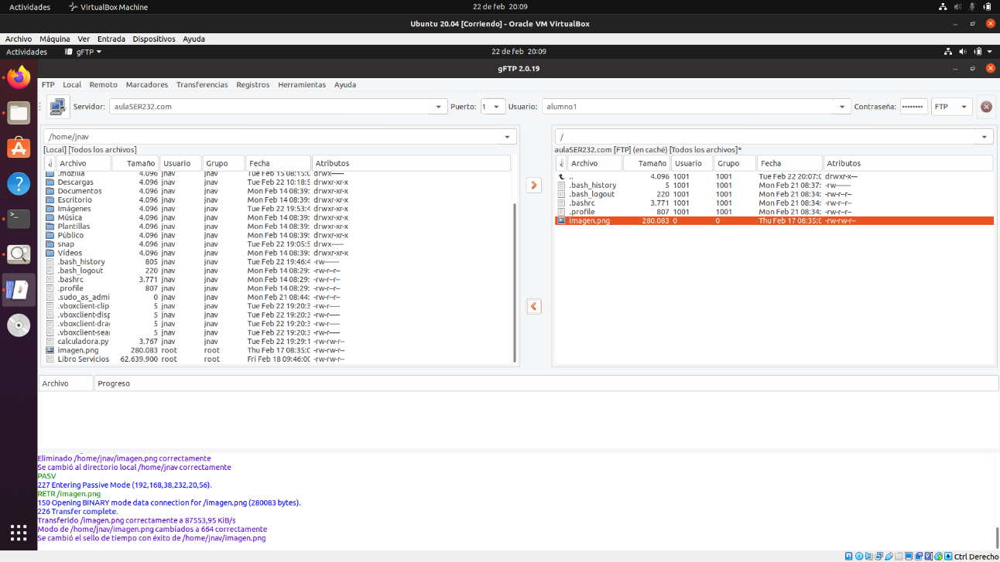 Actividades VirtualBox Machine 22 de feb 20:09
Ubuntu 20.04 [Corriendo] - Oracle VM VirtualBox
Archivo Máquina Ver Entrada Dispositivos Ayuda
Actividades gFTP 22 de feb 20:09
gFTP 2.0.19
FTP Local Remoto Marcadores Transferencias Registros Herramientas Ayuda
Servidor: aulaSER232.com Puerto: 1 Usuario: alumno1 Contraseña: •••••••• FTP
/home/jnav
[Local] [Todos los archivos]
Archivo Tamaño Usuario Grupo Fecha Atributos
.mozilla 4.096 jnav jnav Tue Feb 15 08:15:0 drwx------
Descargas 4.096 jnav jnav Tue Feb 22 10:18:5 drwxr-xr-x
Documentos 4.096 jnav jnav Mon Feb 14 08:39: drwxr-xr-x
Escritorio 4.096 jnav jnav Mon Feb 14 08:39: drwxr-xr-x
Imágenes 4.096 jnav jnav Tue Feb 22 19:53:4 drwxr-xr-x
Música 4.096 jnav jnav Mon Feb 14 08:39: drwxr-xr-x
Plantillas 4.096 jnav jnav Mon Feb 14 08:39: drwxr-xr-x
Público 4.096 jnav jnav Mon Feb 14 08:39: drwxr-xr-x
snap 4.096 jnav jnav Tue Feb 22 19:05:5 drwx------
Vídeos 4.096 jnav jnav Mon Feb 14 08:39: drwxr-xr-x
.bash_history 805 jnav jnav Tue Feb 22 19:46:4 -rw-------
.bash_logout 220 jnav jnav Mon Feb 14 08:29: -rw-r--r--
.bashrc 3.771 jnav jnav Mon Feb 14 08:29: -rw-r--r--
.profile 807 jnav jnav Mon Feb 14 08:29: -rw-r--r--
.sudo_as_admi 0 jnav jnav Mon Feb 21 08:44: -rw-r--r--
.vboxclient-clip 5 jnav jnav Tue Feb 22 19:20:3 -rw-r-----
.vboxclient-disp 5 jnav jnav Tue Feb 22 19:20:3 -rw-r-----
.vboxclient-dra 5 jnav jnav Tue Feb 22 19:20:3 -rw-r-----
.vboxclient-sea 5 jnav jnav Tue Feb 22 19:20:3 -rw-r-----
calculadora.py 3.767 jnav jnav Tue Feb 22 19:29:1 -rw-rw-r--
imagen.png 280.083 root root Thu Feb 17 08:35:0 -rw-rw-r--
Libro Servicios 62.639.900 root root Fri Feb 18 09:46:00 -rw-rw-r--
/
aulaSER232.com [FTP] (en caché) [Todos los archivos]*
Archivo Tamaño Usuario Grupo Fecha Atributos
.. 4.096 1001 1001 Tue Feb 22 20:07:0 drwxr-x---
.bash_history 5 1001 1001 Mon Feb 21 08:37: -rw-------
.bash_logout 220 1001 1001 Mon Feb 21 08:34: -rw-r--r--
.bashrc 3.771 1001 1001 Mon Feb 21 08:34: -rw-r--r--
.profile 807 1001 1001 Mon Feb 21 08:34: -rw-r--r--
imagen.png 280.083 0 0 Thu Feb 17 08:35:0 -rw-rw-r--
Archivo Progreso
Eliminado /home/jnav/imagen.png correctamente
Se cambió al directorio local /home/jnav correctamente
PASV
227 Entering Passive Mode (192,168,38,232,20,56).
RETR /imagen.png
150 Opening BINARY mode data connection for /imagen.png (280083 bytes).
226 Transfer complete.
Transferido /imagen.png correctamente a 87553,95 KiB/s
Modo de /home/jnav/imagen.png cambiados a 664 correctamente
Se cambió el sello de tiempo con éxito de /home/jnav/imagen.png
Ctrl Derecho